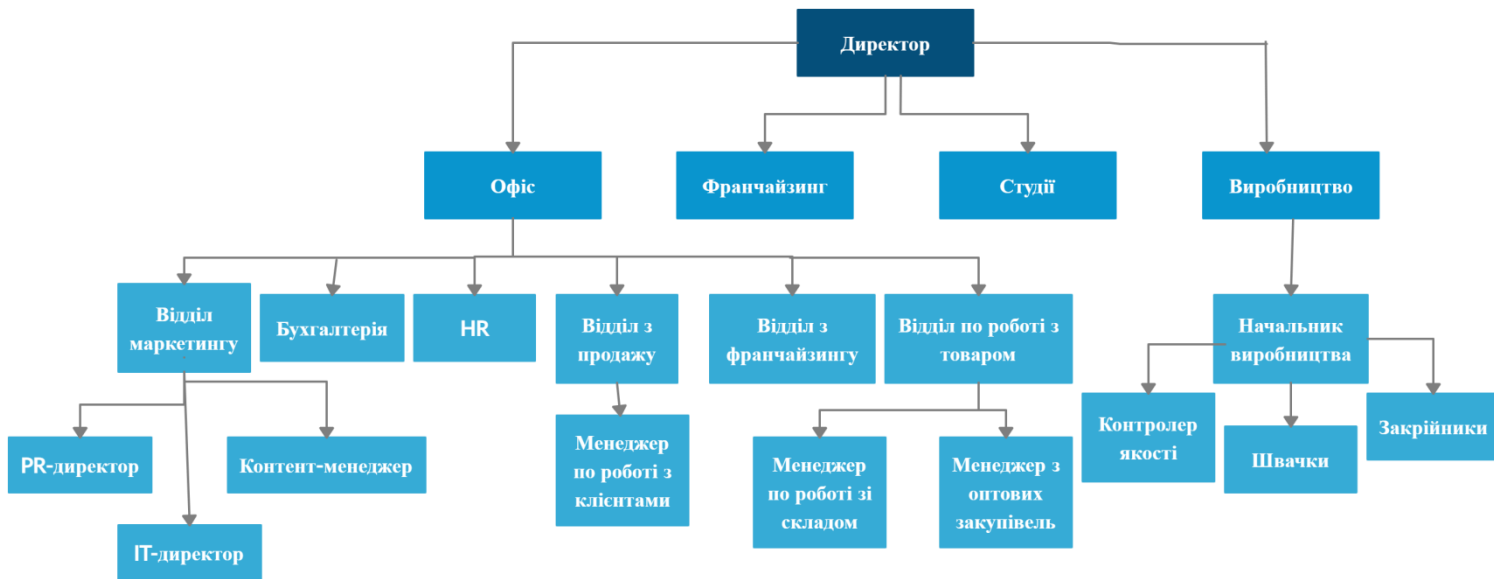 Директор
Офіс
Франчайзинг
Студії
Виробництво
Відділ
маркетингу
Бухгалтерія
HR
Відділ з
продажу
Відділ з
франчайзингу
Відділ по роботі з
товаром
Начальник
виробництва
PR-директор
IT-директор
Контент-менеджер
Менеджер
по роботі з
клієнтами
Менеджер
по роботі зі
складом
Менеджер з
оптових
закупівель
Контролер
якості
Швачки
Закрійники